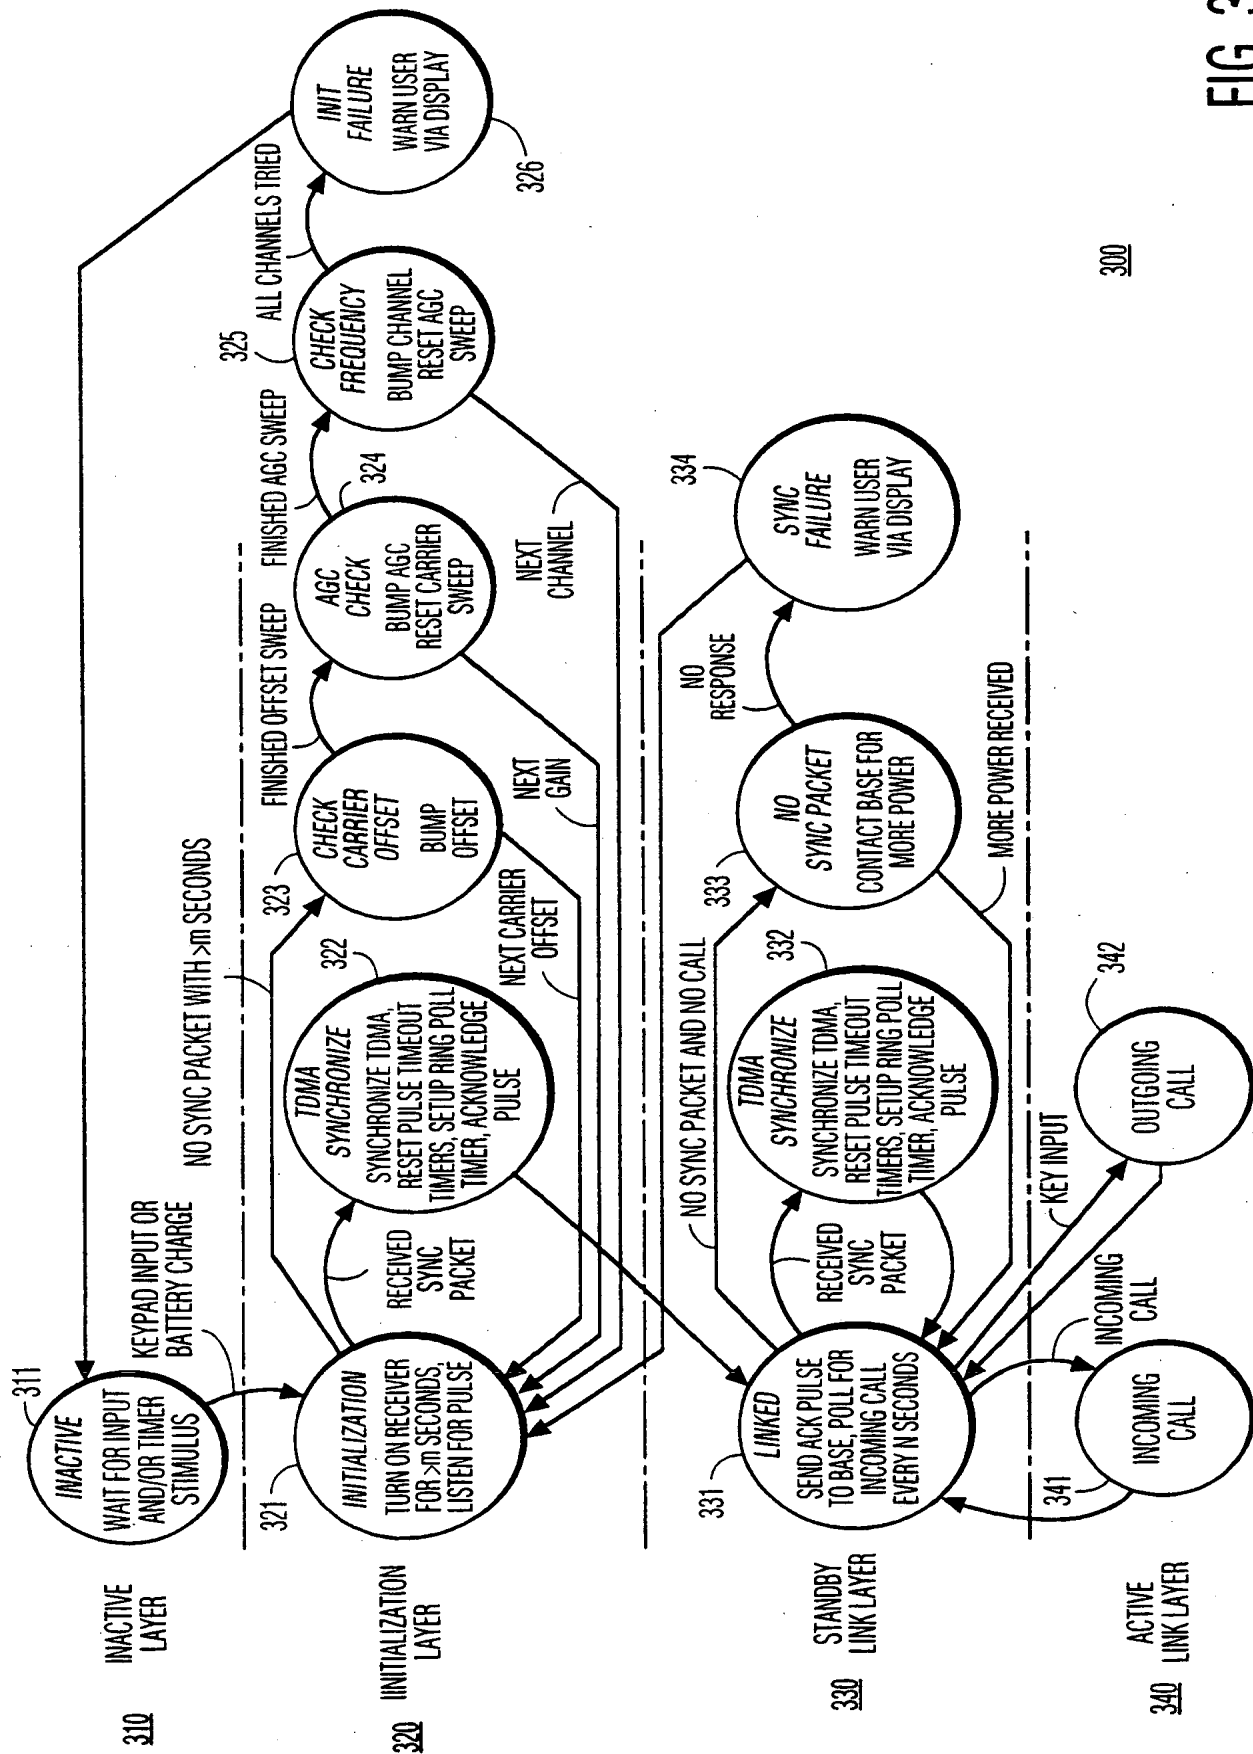 310
INACTIVE
LAYER
311
INACTIVE
WAIT FOR INPUT
AND/OR TIMER
STIMULUS
KEYPAD INPUT OR
BATTERY CHARGE
NO SYNC PACKET WITH >m SECONDS
320
IINITIALIZATION
LAYER
321
INITIALIZATION
TURN ON RECEIVER
FOR >m SECONDS,
LISTEN FOR PULSE
RECEIVED
SYNC
PACKET
322
TDMA
SYNCHRONIZE
SYNCHRONIZE TDMA,
RESET PULSE TIMEOUT
TIMERS, SETUP RING POLL
TIMER, ACKNOWLEDGE
PULSE
323
CHECK
CARRIER
OFFSET
BUMP
OFFSET
NEXT CARRIER
OFFSET
FINISHED OFFSET SWEEP
324
AGC
CHECK
BUMP AGC
RESET CARRIER
SWEEP
NEXT
GAIN
FINISHED AGC SWEEP
325
CHECK
FREQUENCY
BUMP CHANNEL
RESET AGC
SWEEP
NEXT
CHANNEL
ALL CHANNELS TRIED
INIT
FAILURE
WARN USER
VIA DISPLAY
326
330
STANDBY
LINK LAYER
331
LINKED
SEND ACK PULSE
TO BASE, POLL FOR
INCOMING CALL
EVERY N SECONDS
NO SYNC PACKET AND NO CALL
RECEIVED
SYNC
PACKET
332
TDMA
SYNCHRONIZE
SYNCHRONIZE TDMA,
RESET PULSE TIMEOUT
TIMERS, SETUP RING POLL
TIMER, ACKNOWLEDGE
PULSE
333
NO
SYNC PACKET
CONTACT BASE FOR
MORE POWER
NO
RESPONSE
MORE POWER RECEIVED
334
SYNC
FAILURE
WARN USER
VIA DISPLAY
340
ACTIVE
LINK LAYER
341
INCOMING
CALL
INCOMING
CALL
KEY INPUT
342
OUTGOING
CALL
300
FIG. 3